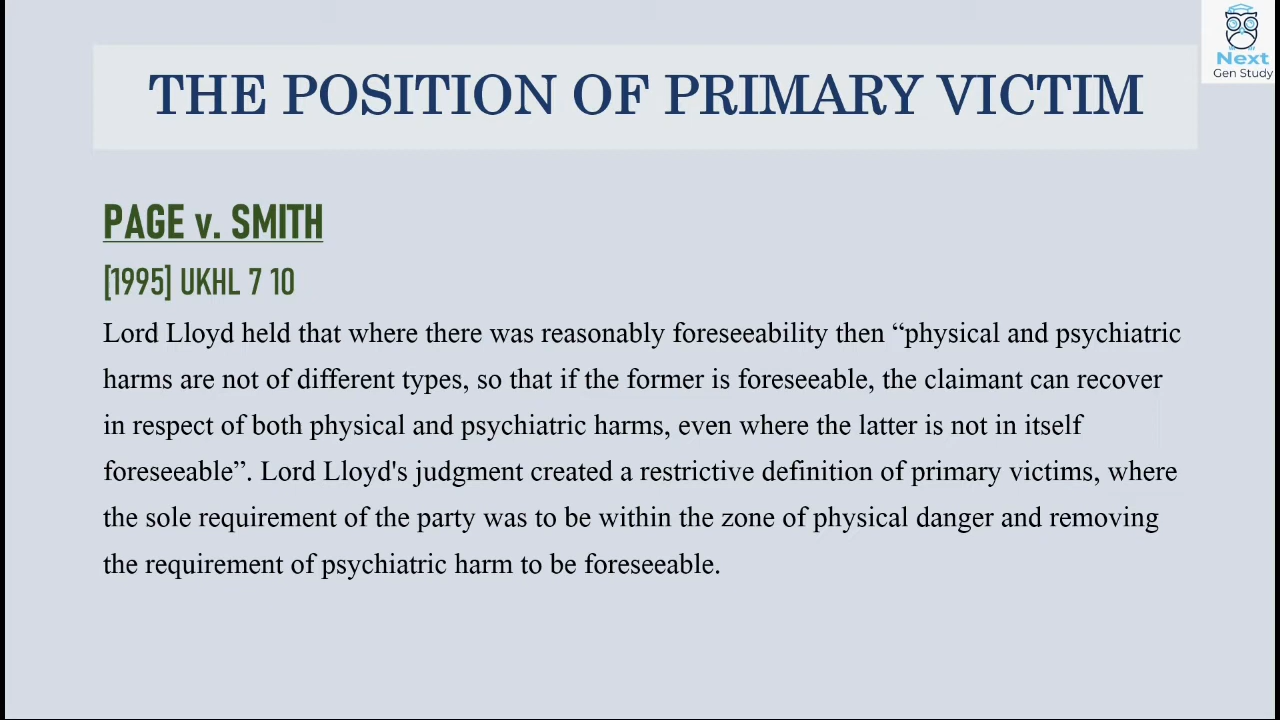 Next
Gen Study
THE POSITION OF PRIMARY VICTIM
PAGE v. SMITH
[1995] UKHL 7 10
Lord Lloyd held that where there was reasonably foreseeability then “physical and psychiatric
harms are not of different types, so that if the former is foreseeable, the claimant can recover
in respect of both physical and psychiatric harms, even where the latter is not in itself
foreseeable”. Lord Lloyd's judgment created a restrictive definition of primary victims, where
the sole requirement of the party was to be within the zone of physical danger and removing
the requirement of psychiatric harm to be foreseeable.